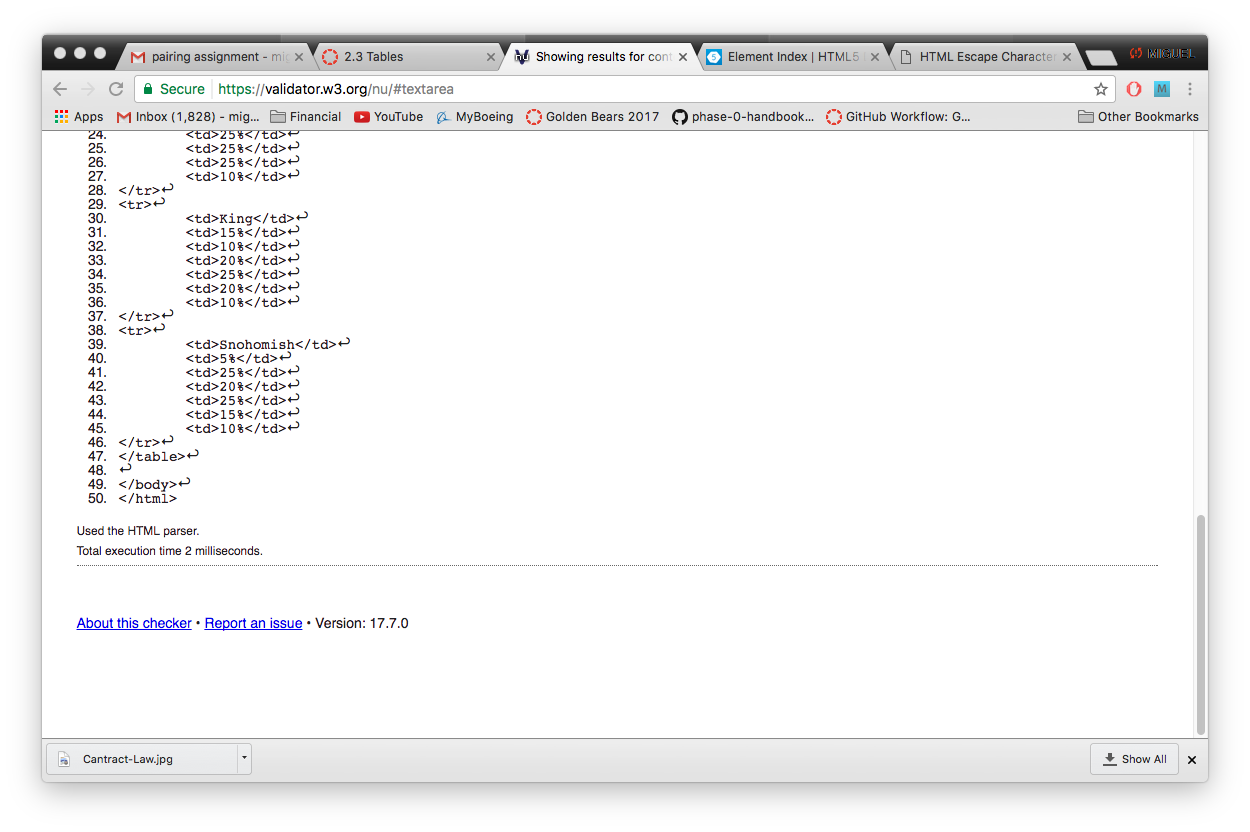 pairing assignment - mi
2.3 Tables
Showing results for con
Element Index | HTML5
HTML Escape Character
MIGUEL
Secure
https://validator.w3.org/nu/#textarea
Apps
Inbox (1,828) - mig...
Financial
YouTube
MyBoeing
Golden Bears 2017
phase-0-handbook...
GitHub Workflow: G...
Other Bookmarks
24. <td>25%</td>↩
25. <td>25%</td>↩
26. <td>25%</td>↩
27. <td>10%</td>↩
28. </tr>↩
29. <tr>↩
30. <td>King</td>↩
31. <td>15%</td>↩
32. <td>10%</td>↩
33. <td>20%</td>↩
34. <td>25%</td>↩
35. <td>20%</td>↩
36. <td>10%</td>↩
37. </tr>↩
38. <tr>↩
39. <td>Snohomish</td>↩
40. <td>5%</td>↩
41. <td>25%</td>↩
42. <td>20%</td>↩
43. <td>25%</td>↩
44. <td>15%</td>↩
45. <td>10%</td>↩
46. </tr>↩
47. </table>↩
48. ↩
49. </body>↩
50. </html>
Used the HTML parser.
Total execution time 2 milliseconds.
About this checker • Report an issue • Version: 17.7.0
Cantract-Law.jpg
Show All